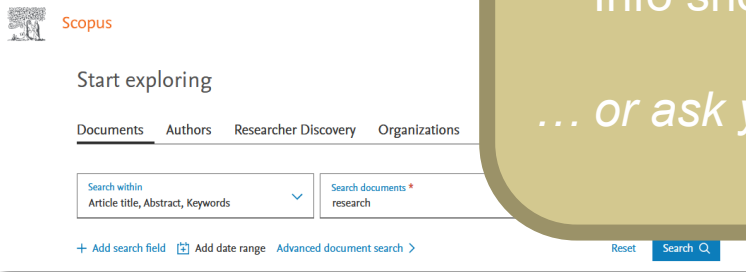 Scopus
Start exploring
Documents Authors Researcher Discovery Organizations
Search within
Article title, Abstract, Keywords
Search documents *
research
+ Add search field Add date range Advanced document search >
Reset Search
... or ask